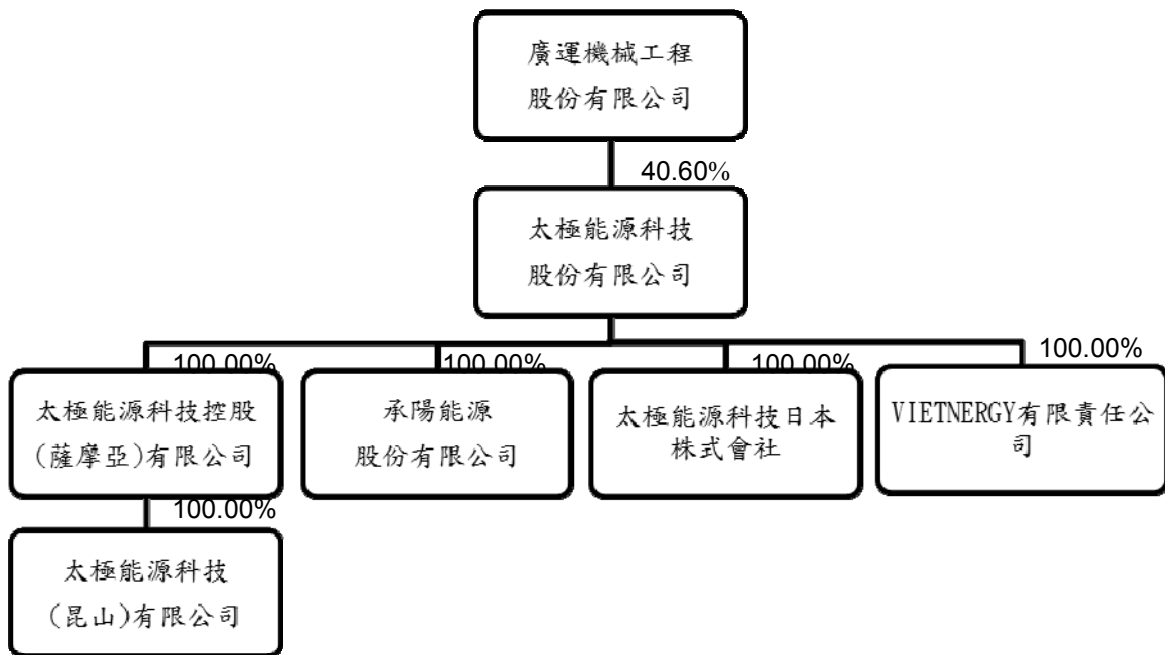 廣運機械工程
股份有限公司
40.60%
太極能源科技
股份有限公司
100.00%
100.00%
100.00%
100.00%
太極能源科技控股
(薩摩亞)有限公司
承陽能源
股份有限公司
太極能源科技日本
株式會社
VIETNERGY有限責任公
司
100.00%
太極能源科技
(昆山)有限公司